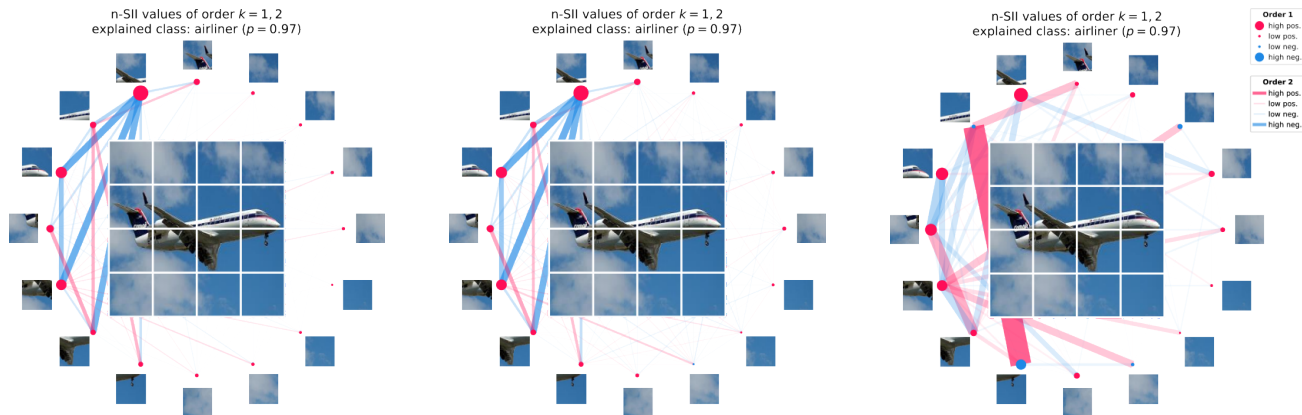 n-SII values of order k = 1, 2
explained class: airliner (p = 0.97)
n-SII values of order k = 1, 2
explained class: airliner (p = 0.97)
n-SII values of order k = 1, 2
explained class: airliner (p = 0.97)
Order 1
high pos.
low pos.
low neg.
high neg.
Order 2
high pos.
low pos.
low neg.
high neg.